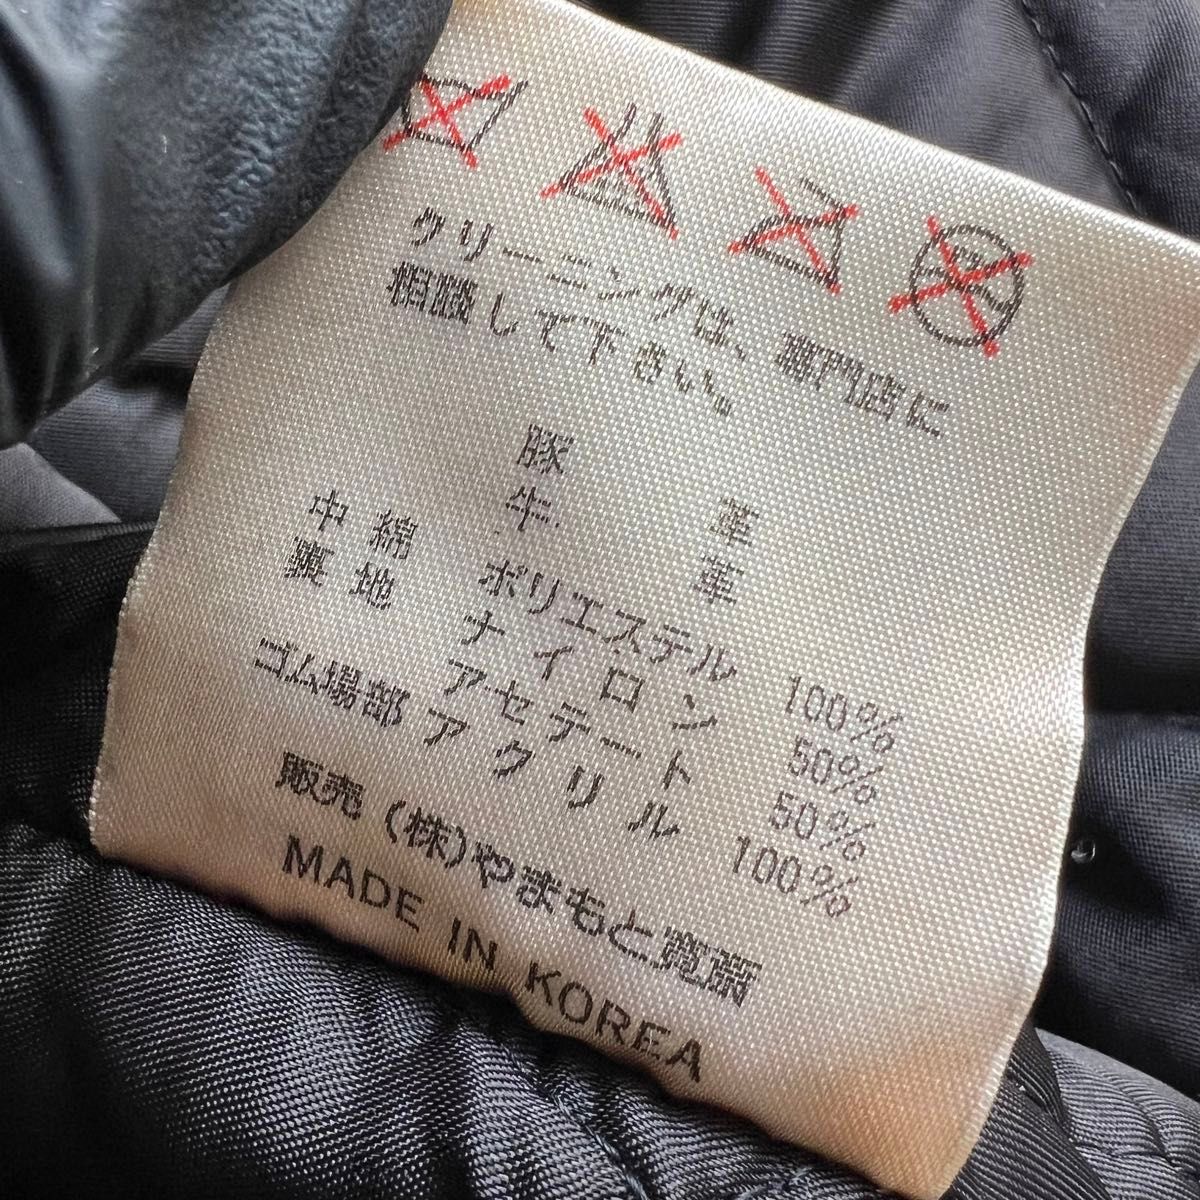 クリーニングは、専門店に
相談して下さい。
豚 革
牛 革
中綿 ポリエステル 100%
裏地 ナイロン 50%
アセテート 50%
ゴム場部 アクリル 100%
販売 (株)やまもと寛斎
MADE IN KOREA